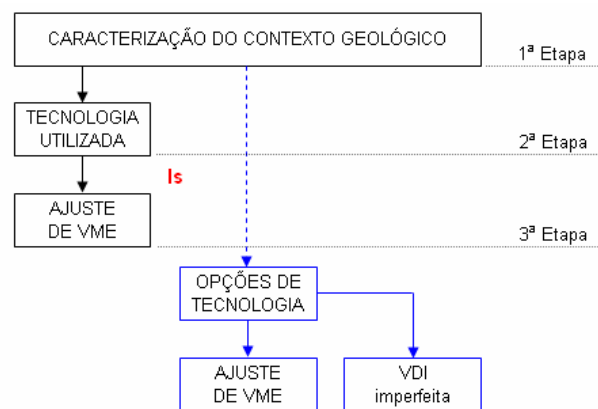 CARACTERIZAÇÃO DO CONTEXTO GEOLÓGICO
1ª Etapa
TECNOLOGIA
UTILIZADA
2ª Etapa
Is
AJUSTE
DE VME
3ª Etapa
OPÇÕES DE
TECNOLOGIA
AJUSTE
DE VME
VDI
imperfeita